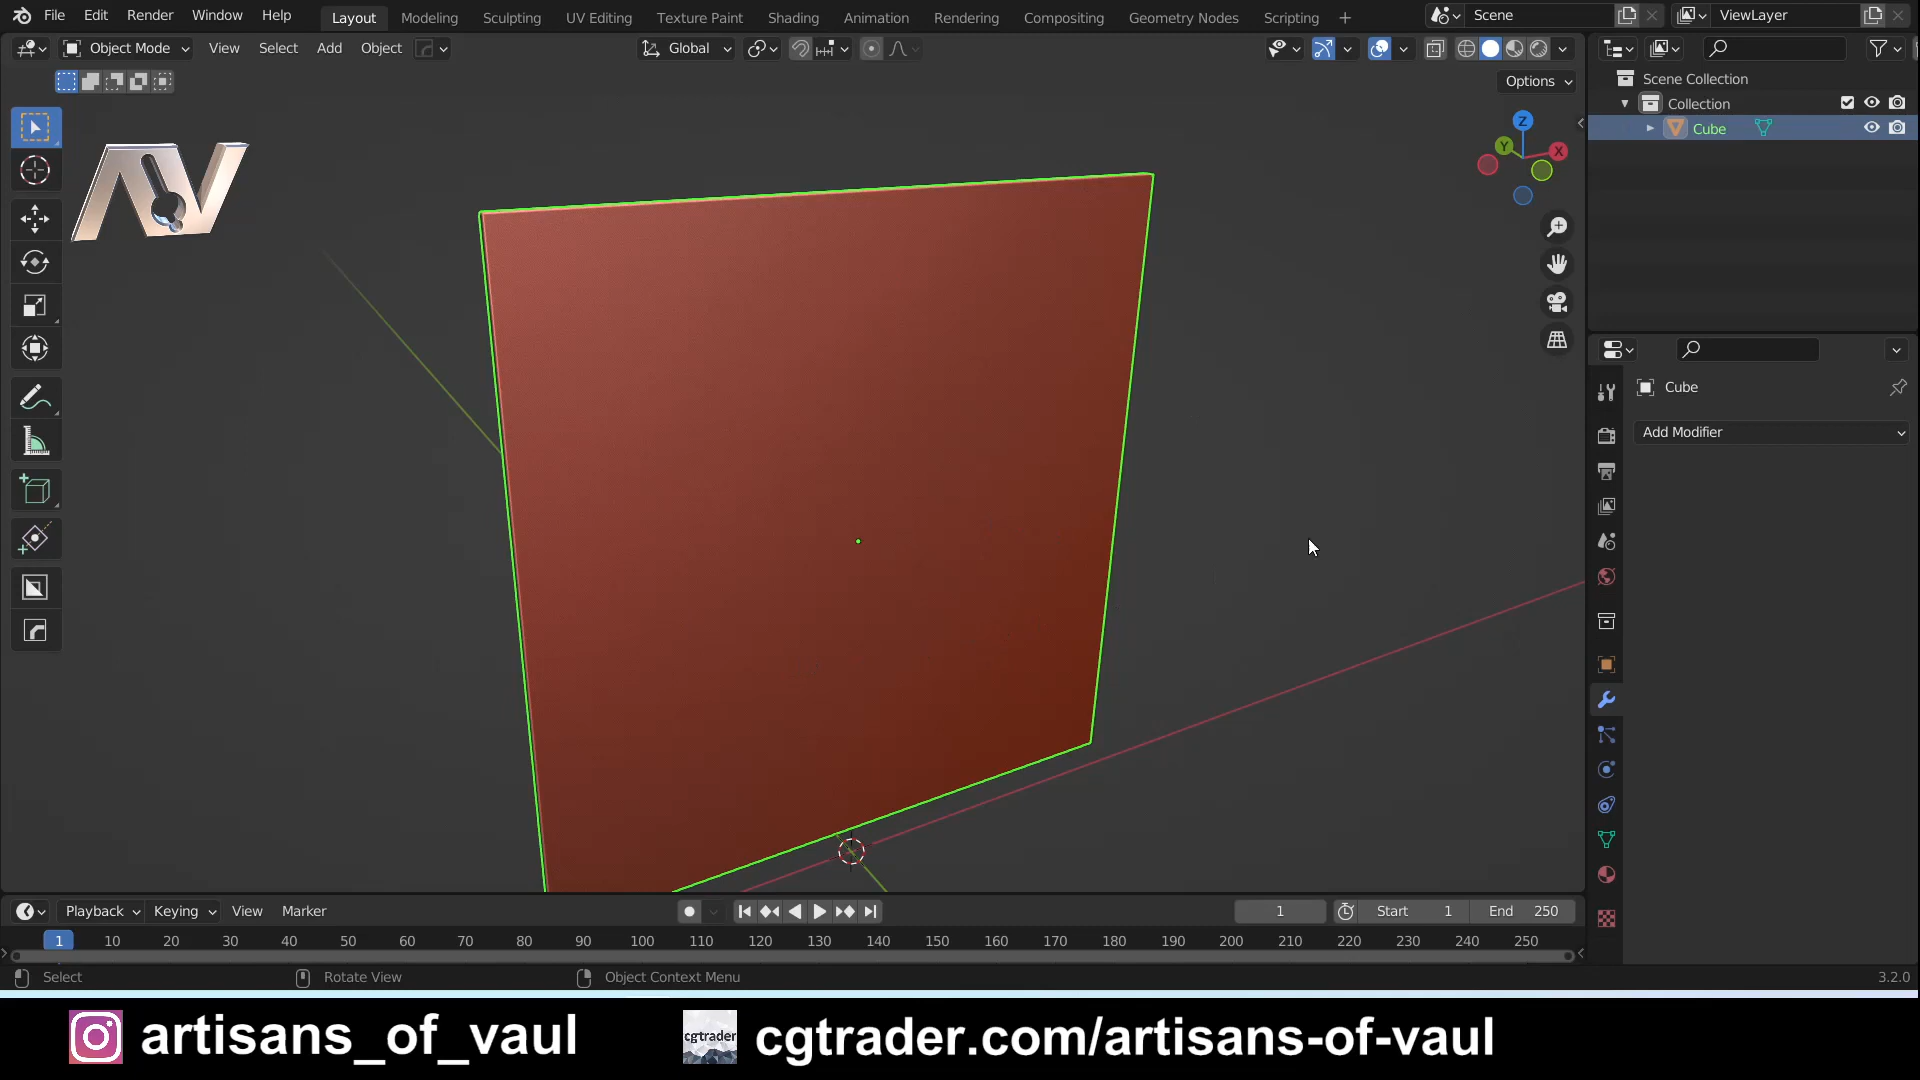 File Edit Render Window Help Layout Modeling Sculpting UV Editing Texture Paint Shading Animation Rendering Compositing Geometry Nodes Scripting + Scene ViewLayer
Object Mode View Select Add Object Global
Options
Scene Collection
Collection
Cube
Z
Y
X
AV
Cube
Add Modifier
Playback Keying View Marker 1 Start 1 End 250
1 10 20 30 40 50 60 70 80 90 100 110 120 130 140 150 160 170 180 190 200 210 220 230 240 250
Select Rotate View Object Context Menu 3.2.0
artisans_of_vaul cgtrader cgtrader.com/artisans-of-vaul